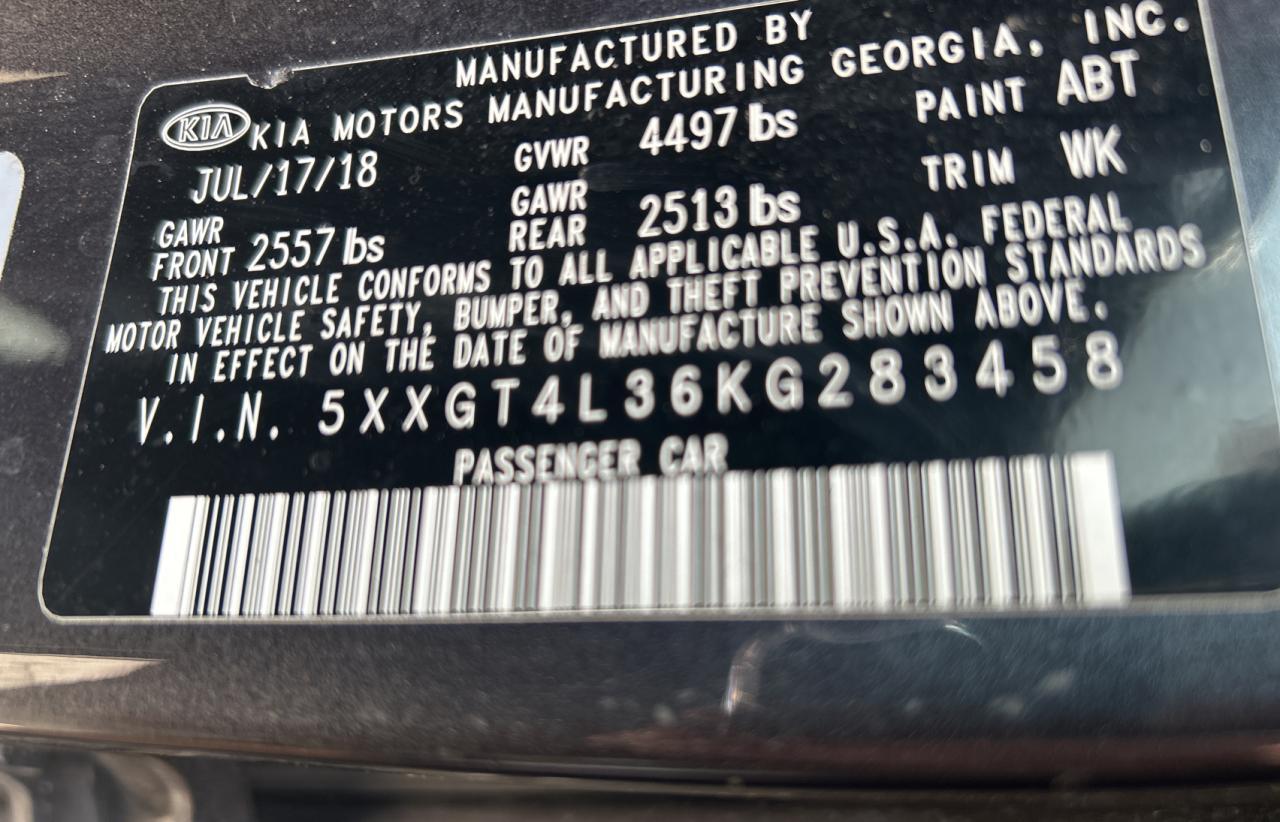 MANUFACTURED BY
KIA KIA MOTORS MANUFACTURING GEORGIA, INC.
JUL/17/18 GVWR 4497 lbs PAINT ABT
GAWR FRONT 2557 lbs GAWR REAR 2513 lbs TRIM WK
THIS VEHICLE CONFORMS TO ALL APPLICABLE U.S.A. FEDERAL
MOTOR VEHICLE SAFETY, BUMPER, AND THEFT PREVENTION STANDARDS
IN EFFECT ON THE DATE OF MANUFACTURE SHOWN ABOVE.
V.I.N. 5XXGT4L36KG283458
PASSENGER CAR